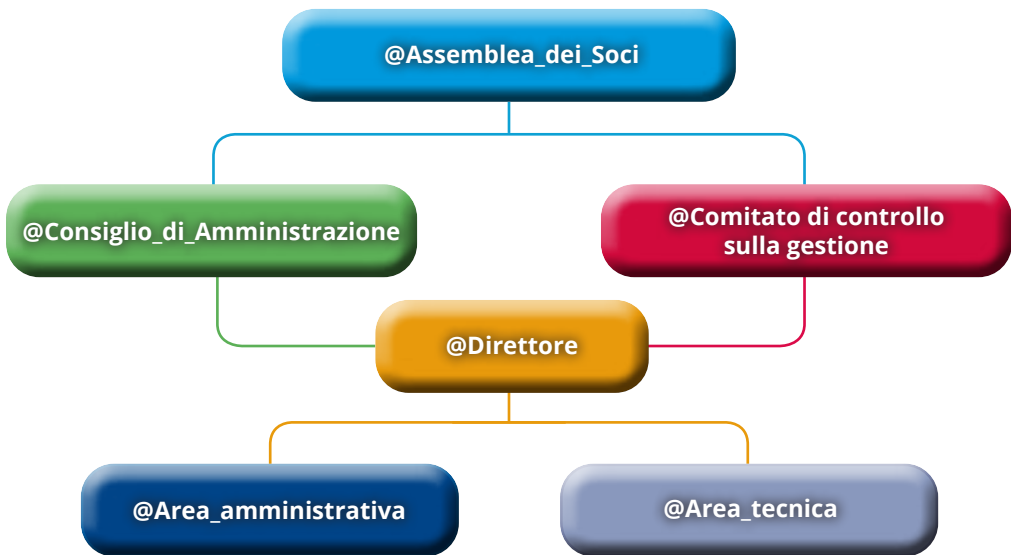 @Assemblea_dei_Soci
@Consiglio_di_Amministrazione
@Comitato di controllo
sulla gestione
@Direttore
@Area_amministrativa
@Area_tecnica